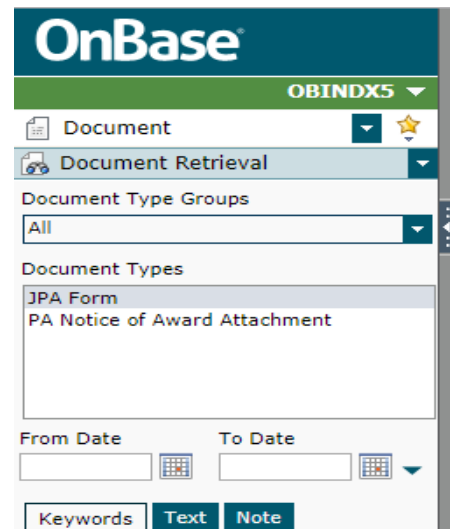 OnBase®
OBINDX5
Document
Document Retrieval
Document Type Groups
All
Document Types
JPA Form
PA Notice of Award Attachment
From Date To Date
Keywords Text Note